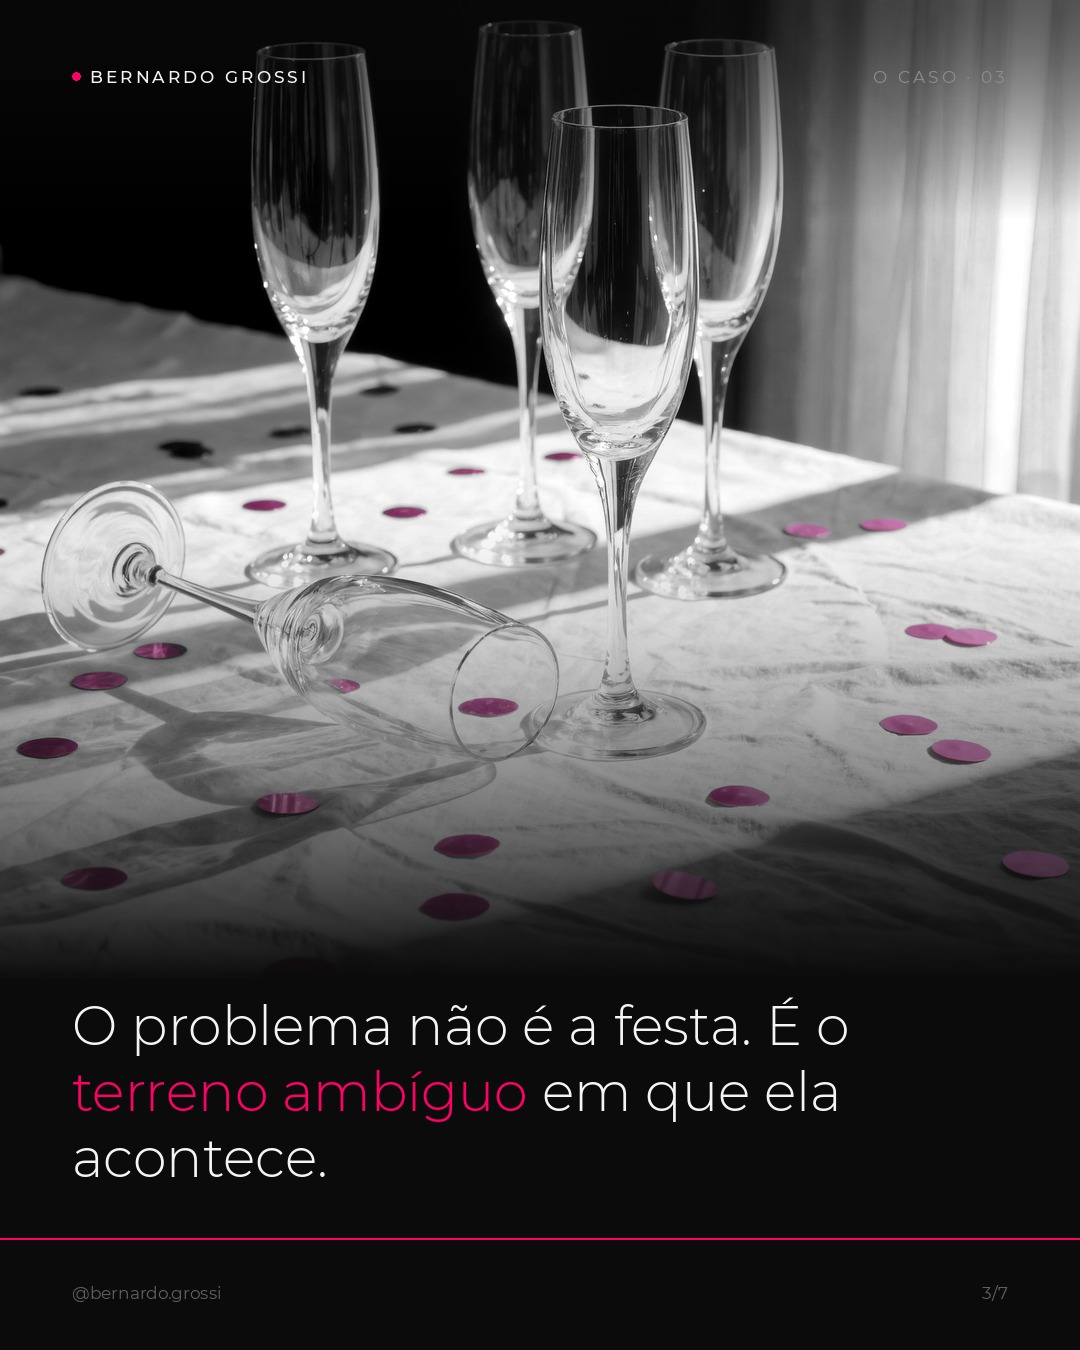 BERNARDO GROSSI
O CASO · 03
O problema não é a festa. É o
terreno ambíguo em que ela
acontece.
@bernardo.grossi
3/7